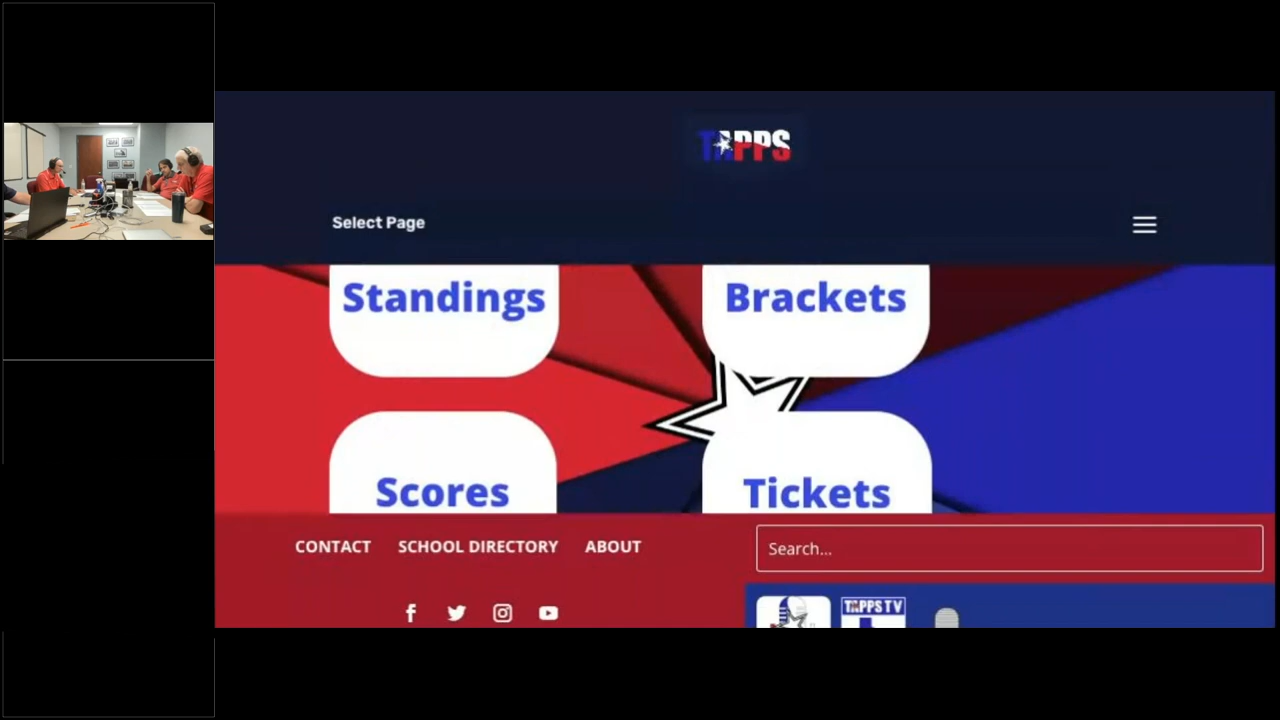 TAPPS
Select Page
Standings
Brackets
Scores
Tickets
CONTACT
SCHOOL DIRECTORY
ABOUT
Search...
TAPPS TV